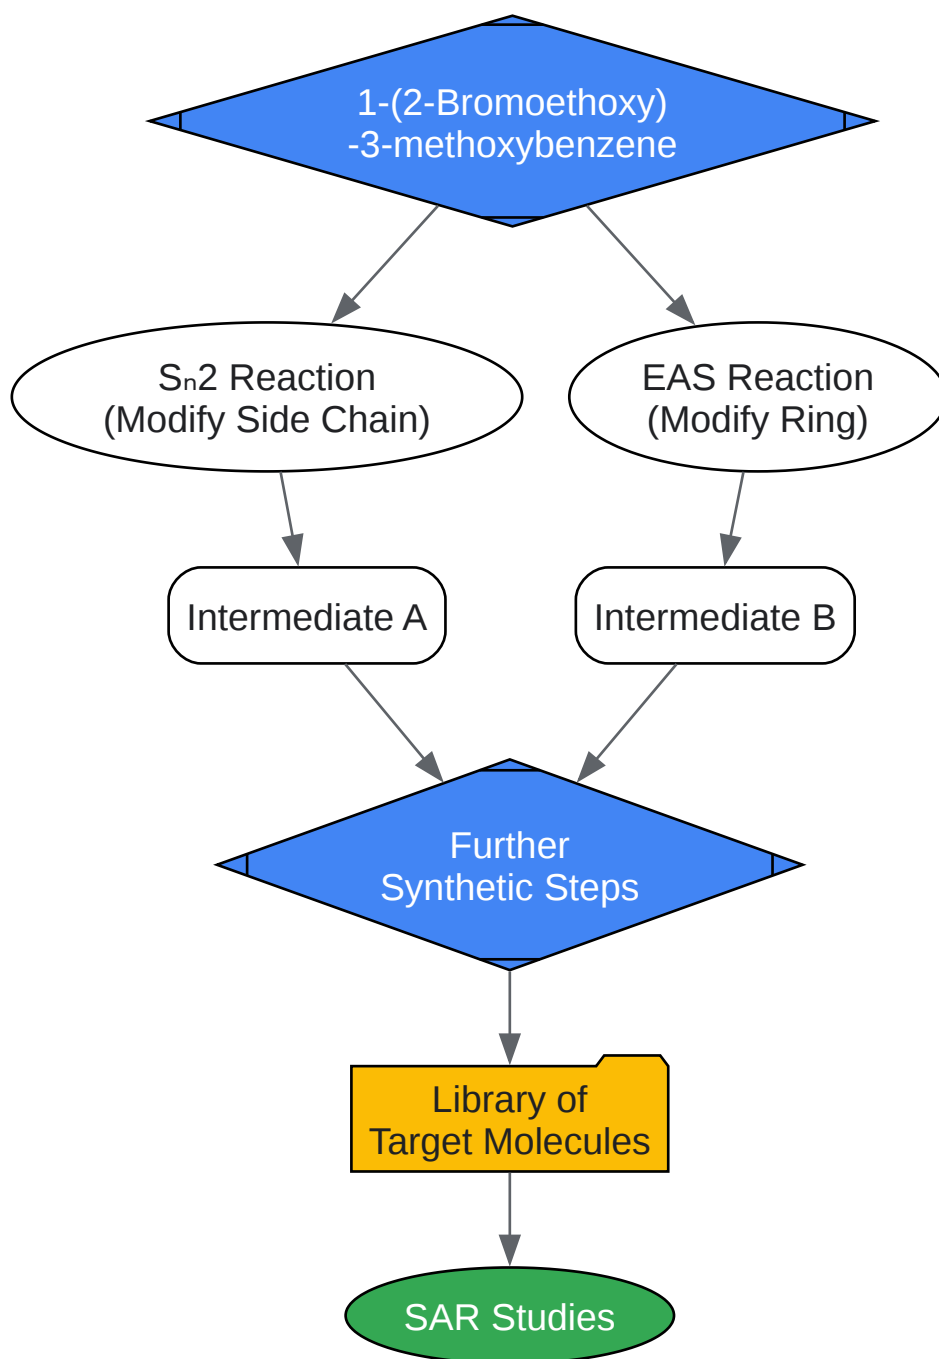 1-(2-Bromoethoxy)
-3-methoxybenzene
Sₙ2 Reaction
(Modify Side Chain)
EAS Reaction
(Modify Ring)
Intermediate A
Intermediate B
Further
Synthetic Steps
Library of
Target Molecules
SAR Studies